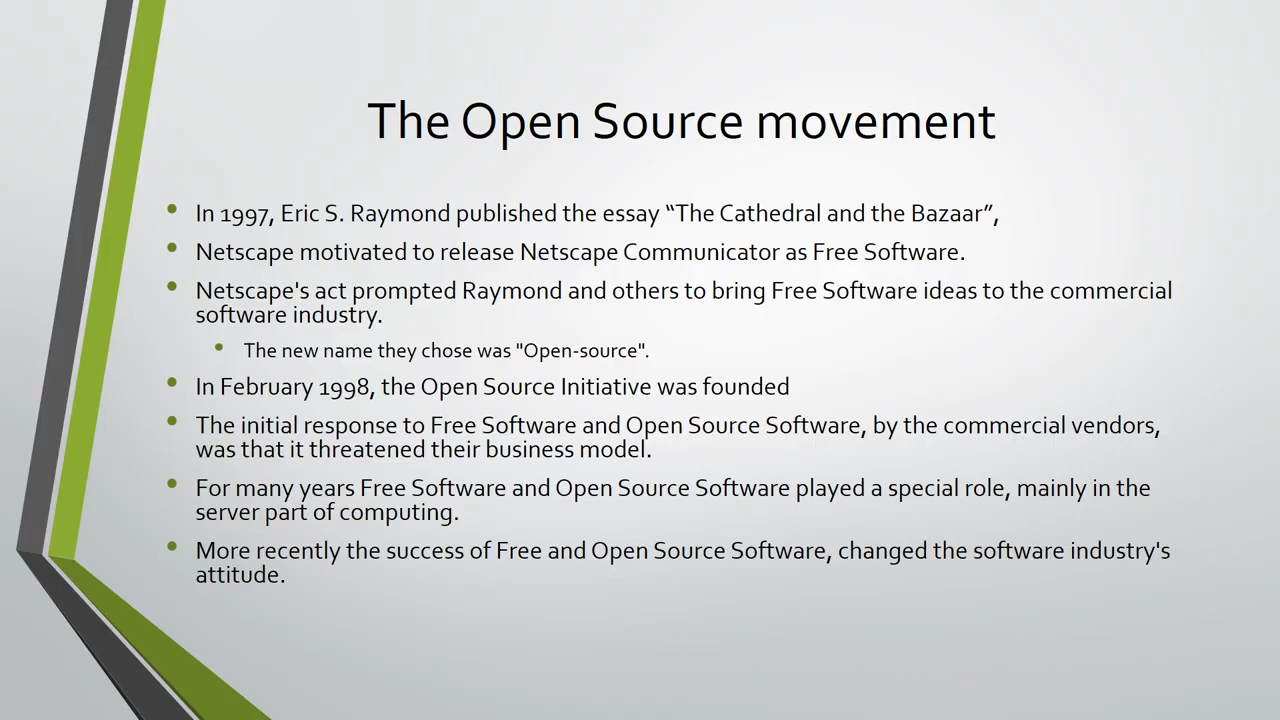 The Open Source movement
• In 1997, Eric S. Raymond published the essay “The Cathedral and the Bazaar”,
• Netscape motivated to release Netscape Communicator as Free Software.
• Netscape's act prompted Raymond and others to bring Free Software ideas to the commercial
software industry.
• The new name they chose was "Open-source".
• In February 1998, the Open Source Initiative was founded
• The initial response to Free Software and Open Source Software, by the commercial vendors,
was that it threatened their business model.
• For many years Free Software and Open Source Software played a special role, mainly in the
server part of computing.
• More recently the success of Free and Open Source Software, changed the software industry's
attitude.